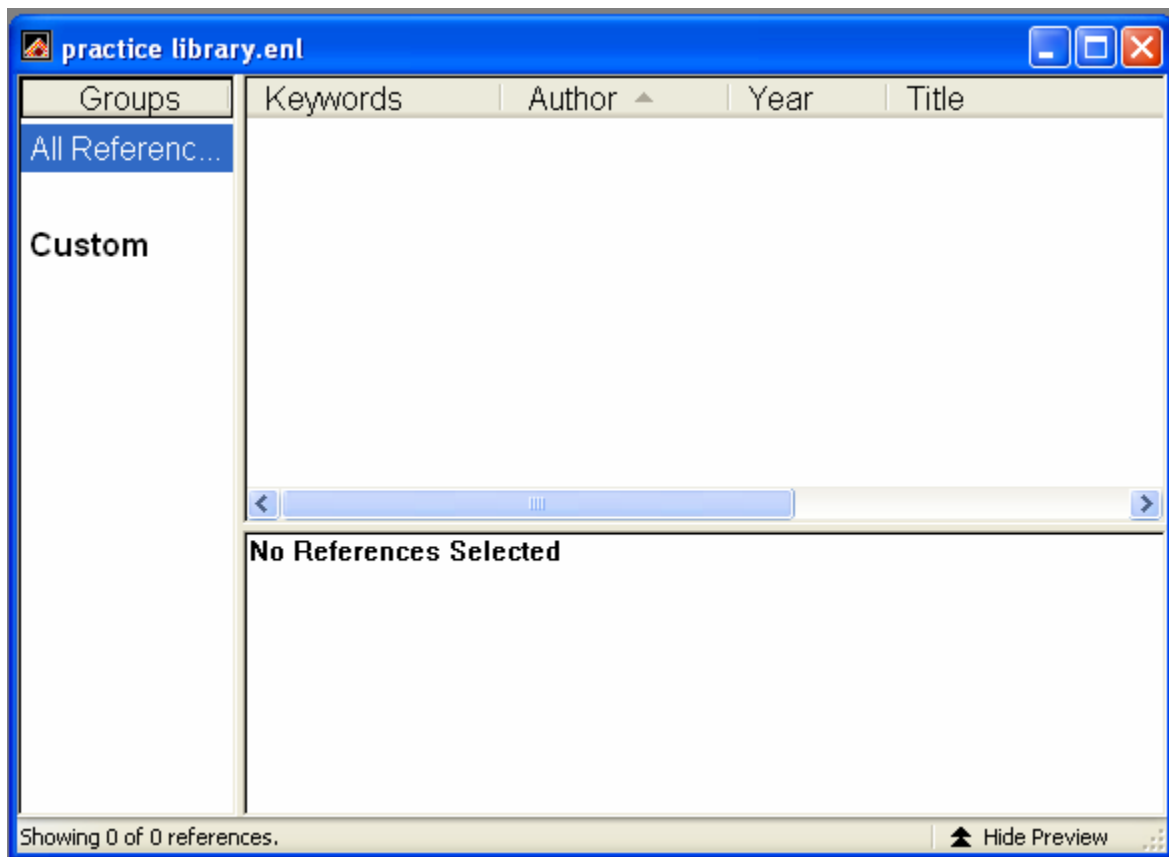 practice library.enl
Groups Keywords Author Year Title
All Referenc...
Custom
No References Selected
Showing 0 of 0 references. Hide Preview